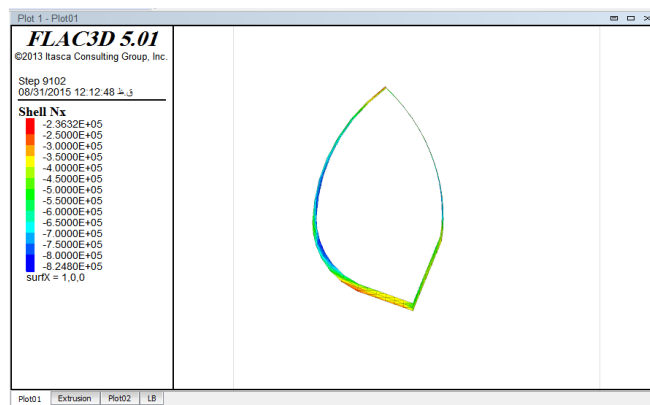 Plot 1 - Plot01
FLAC3D 5.01
©2013 Itasca Consulting Group, Inc.
Step 9102
08/31/2015 12:12:48 ق.ظ
Shell Nx
-2.3632E+05
-2.5000E+05
-3.0000E+05
-3.5000E+05
-4.0000E+05
-4.5000E+05
-5.0000E+05
-5.5000E+05
-6.0000E+05
-6.5000E+05
-7.0000E+05
-7.5000E+05
-8.0000E+05
-8.2480E+05
surfX = 1,0,0
Plot01 Extrusion Plot02 LB